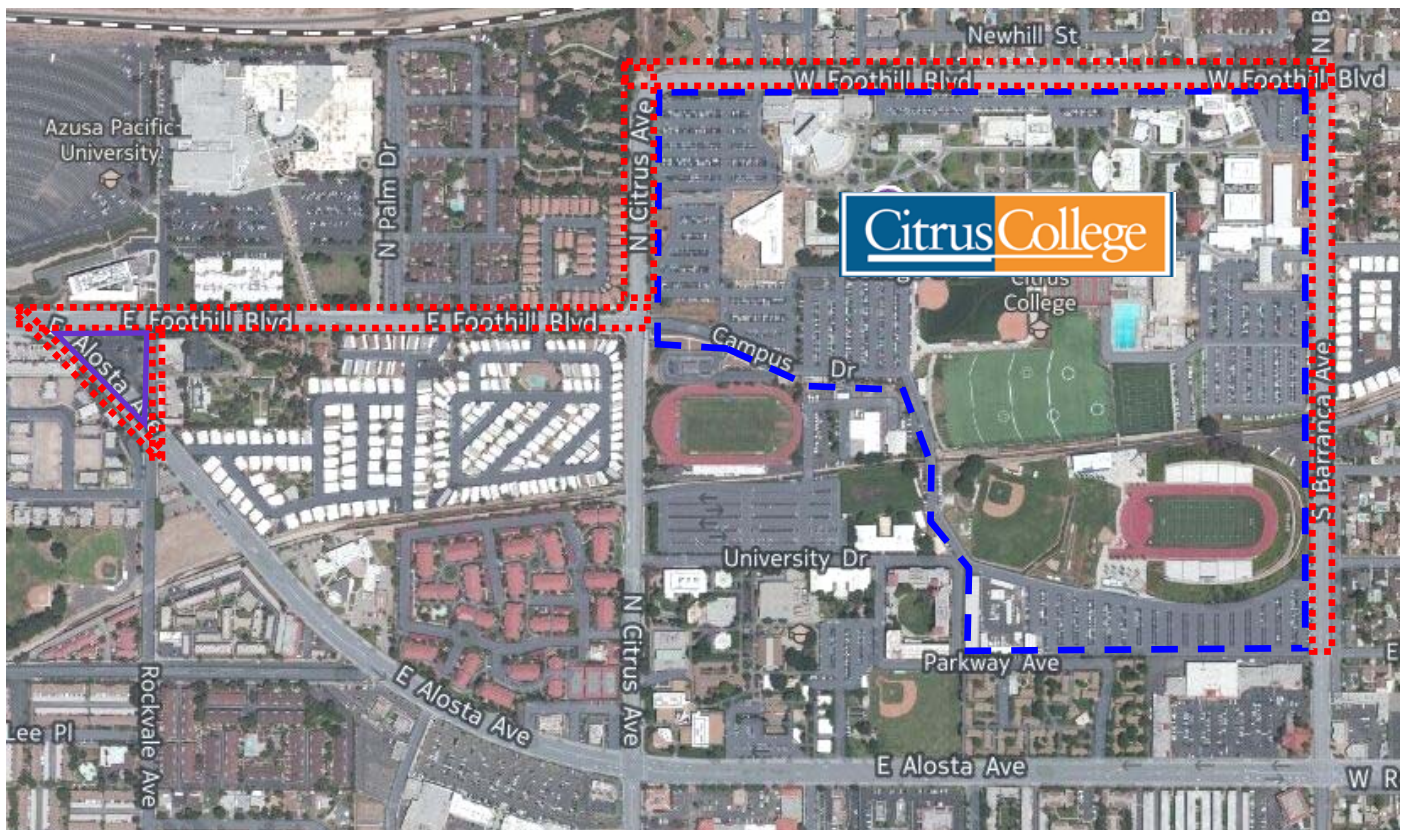 Newhill St
S N B
W Foothill Blvd
W Foothill Blvd
Azusa Pacific
University
N Palm Dr
N Citrus Ave
Citrus College
Citrus
College
E Foothill Blvd
E Foothill Blvd
E Alosta Ave
Campus Dr
S Barranca Ave
University Dr
N Citrus Ave
Parkway Ave
E
Rockvale Ave
E Alosta Ave
Lee Pl
E Alosta Ave
W R